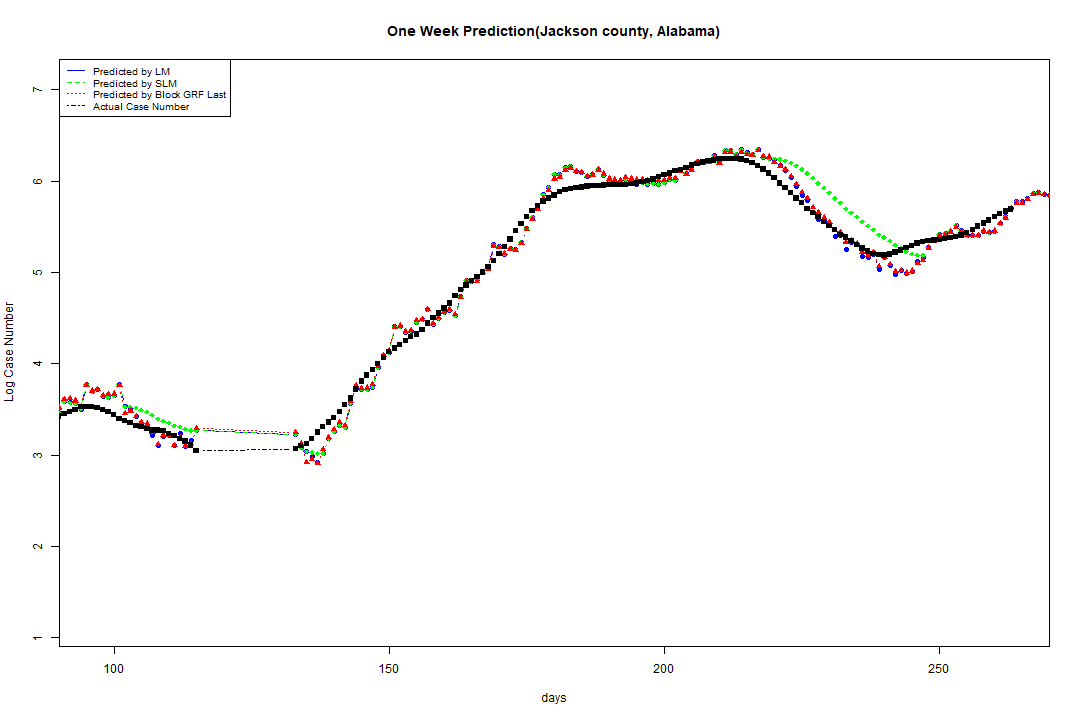 One Week Prediction(Jackson county, Alabama)
Predicted by LM
Predicted by SLM
Predicted by Block GRF Last
Actual Case Number
7
6
5
4
3
2
1
Log Case Number
100 150 200 250
days